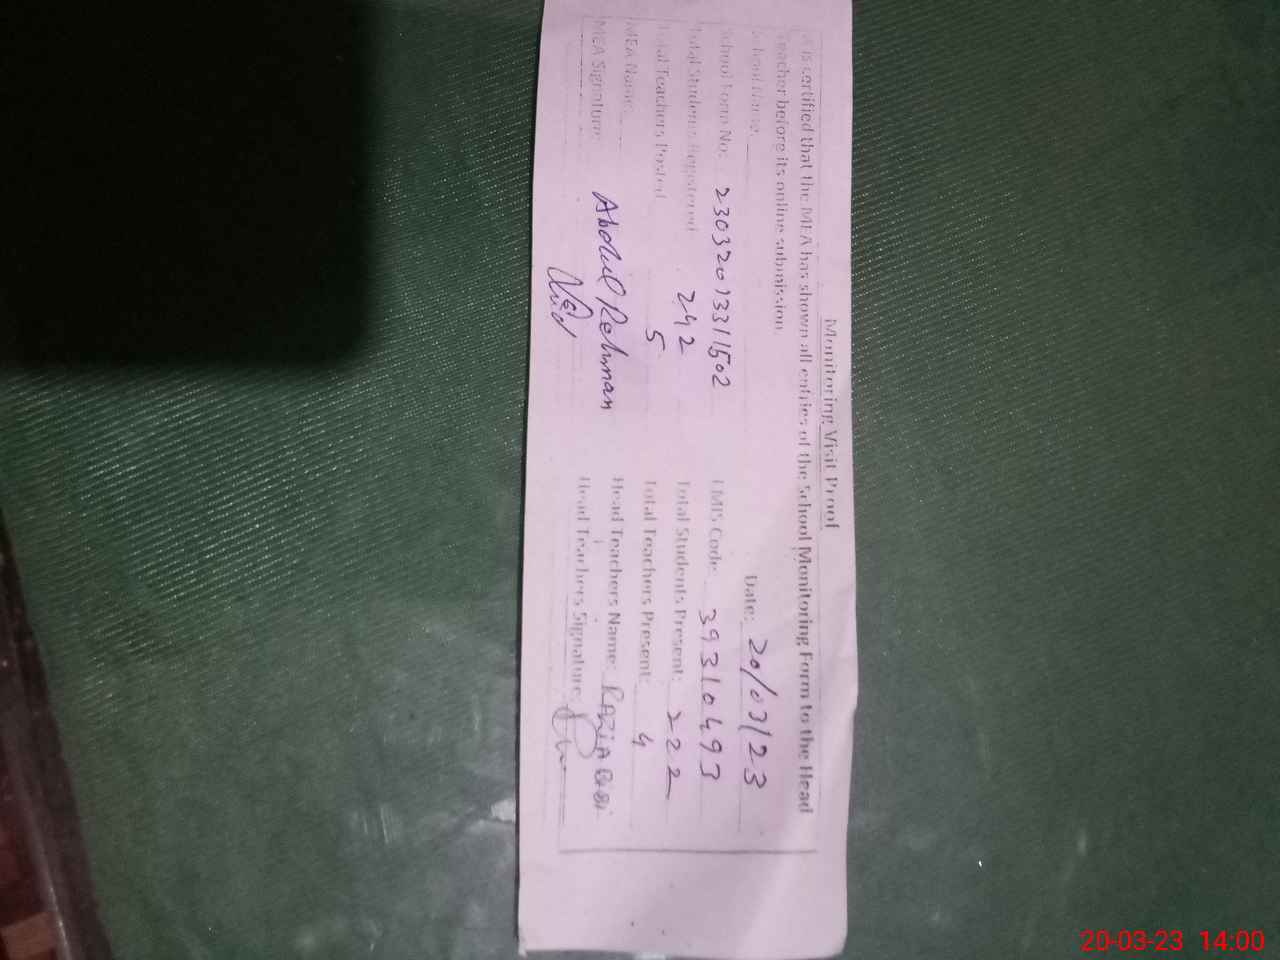 Monitoring Visit Proof
It is certified that the MEA has shown all entries of the School Monitoring Form to the Head
Teacher before its online submission.
School Name: Date: 20/03/23
School Form No: 23032013311502 EMIS Code: 39310493
Total Students Registered 242 Total Students Present: 222
Total Teachers Posted 5 Total Teachers Present: 4
MEA Name: Abdul Rehman Head Teachers Name: RAZIA BIBI
MEA Signature: Head Teachers Signature:
20-03-23 14:00